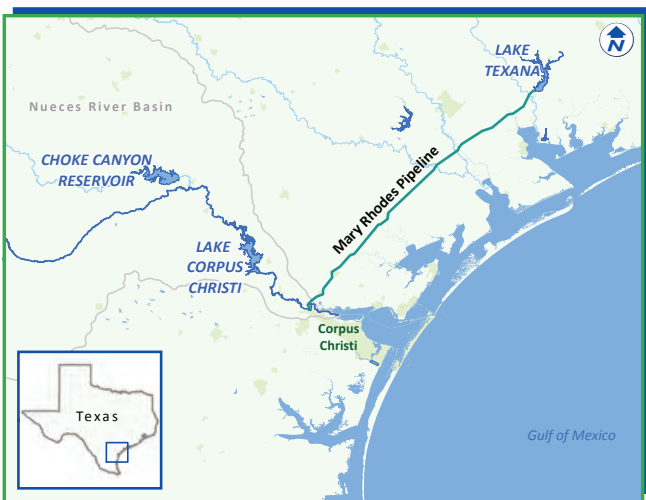 N
LAKE
TEXANA
Nueces River Basin
CHOKE CANYON
RESERVOIR
Mary Rhodes Pipeline
LAKE
CORPUS
CHRISTI
Corpus
Christi
Texas
Gulf of Mexico